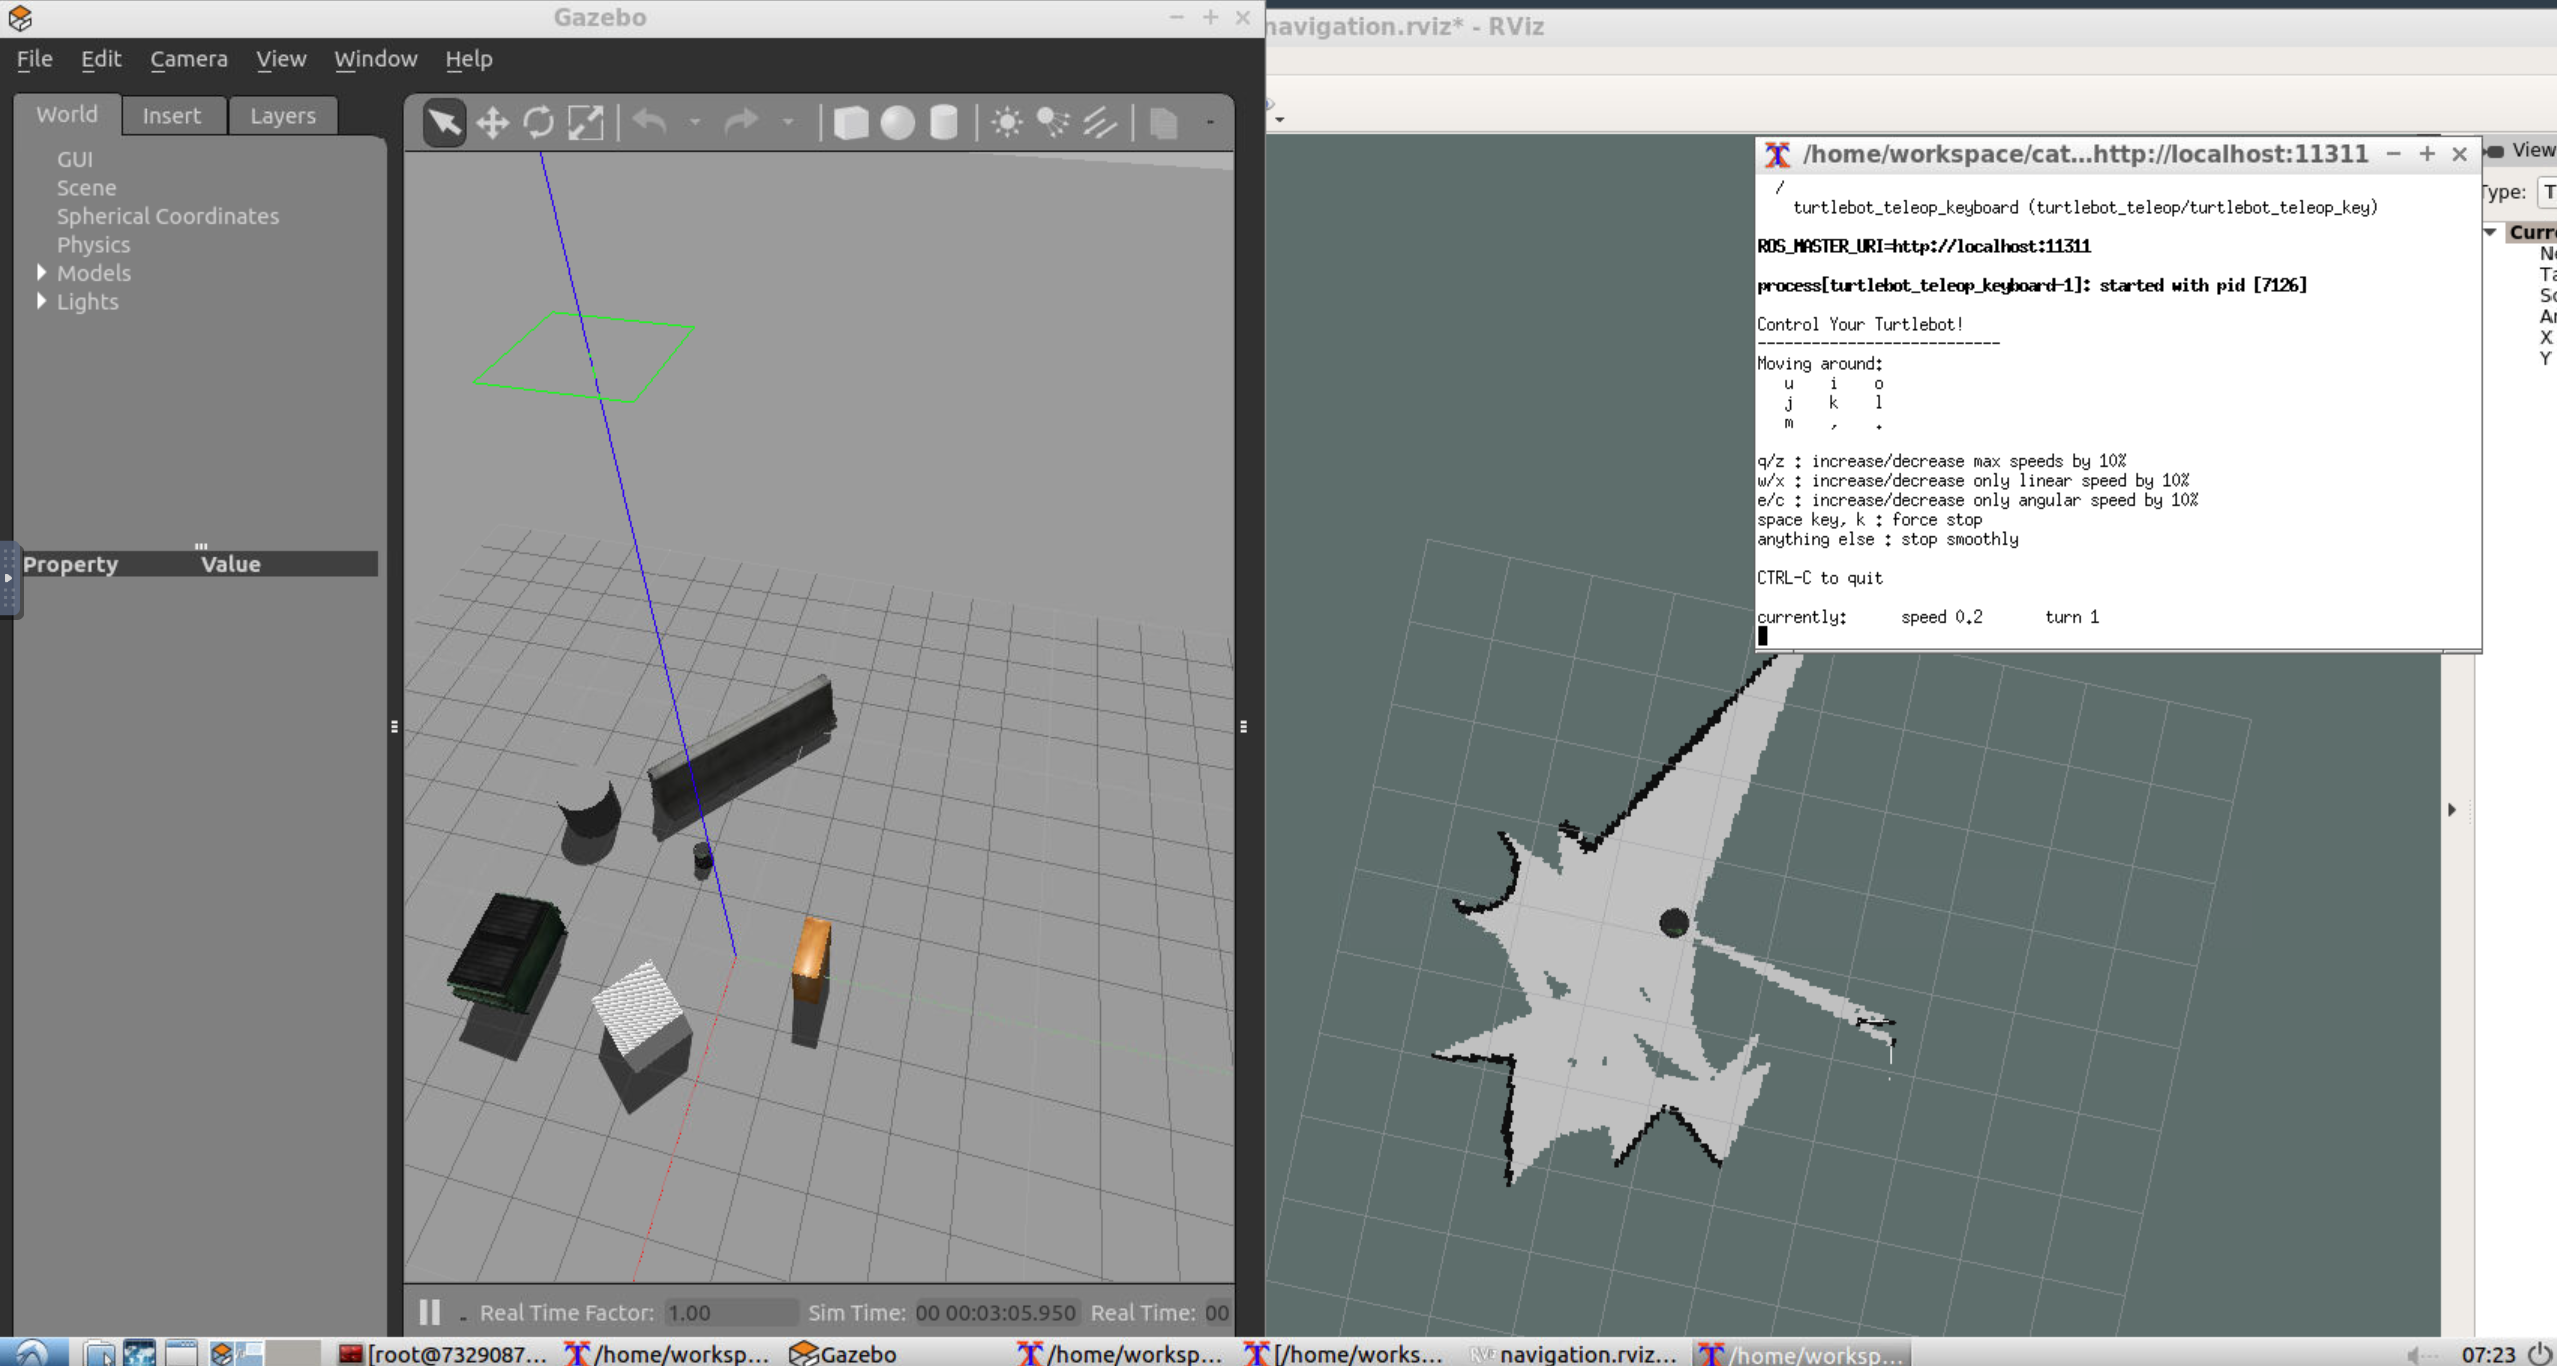 Gazebo
File Edit Camera View Window Help
World Insert Layers
GUI
Scene
Spherical Coordinates
Physics
Models
Lights
Property Value
Real Time Factor: 1.00 Sim Time: 00 00:03:05.950 Real Time: 00
navigation.rviz* - RViz
/home/workspace/cat...http://localhost:11311
/
turtlebot_teleop_keyboard (turtlebot_teleop/turtlebot_teleop_key)
ROS_MASTER_URI=http://localhost:11311
process[turtlebot_teleop_keyboard-1]: started with pid [7126]
Control Your Turtlebot!
---------------------------
Moving around:
u i o
j k l
m , .
q/z : increase/decrease max speeds by 10%
w/x : increase/decrease only linear speed by 10%
e/c : increase/decrease only angular speed by 10%
space key, k : force stop
anything else : stop smoothly
CTRL-C to quit
currently: speed 0.2 turn 1
View
Type: T
Curre
Ne
Ta
Sc
An
X
Y
[root@7329087... /home/worksp... Gazebo /home/worksp... [/home/works... navigation.rviz... /home/worksp... 07:23